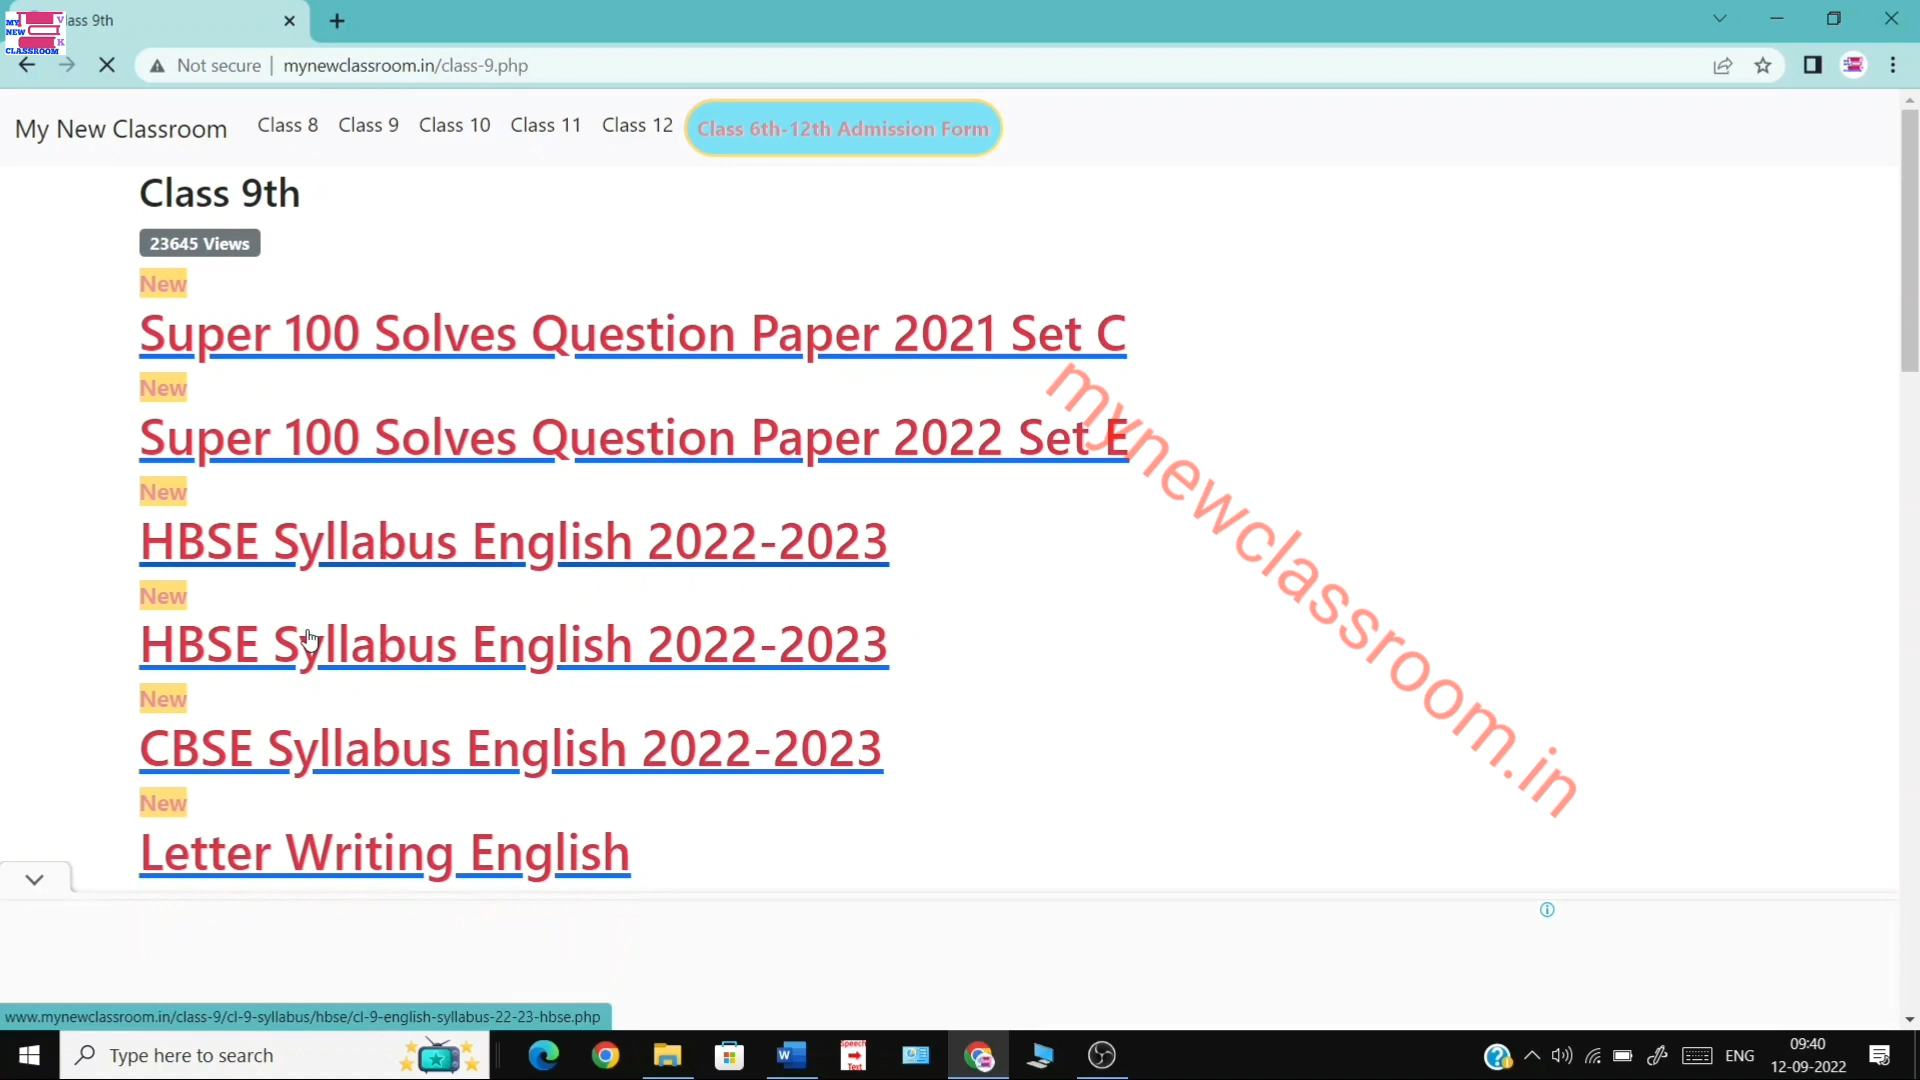 MY V
NEW
K
CLASSROOM
ass 9th
Not secure | mynewclassroom.in/class-9.php
My New Classroom Class 8 Class 9 Class 10 Class 11 Class 12 Class 6th-12th Admission Form
Class 9th
23645 Views
New
Super 100 Solves Question Paper 2021 Set C
New
Super 100 Solves Question Paper 2022 Set E
New
HBSE Syllabus English 2022-2023
New
HBSE Syllabus English 2022-2023
New
CBSE Syllabus English 2022-2023
New
Letter Writing English
mynewclassroom.in
www.mynewclassroom.in/class-9/cl-9-syllabus/hbse/cl-9-english-syllabus-22-23-hbse.php
Type here to search
Speech
Text
ENG
09:40
12-09-2022